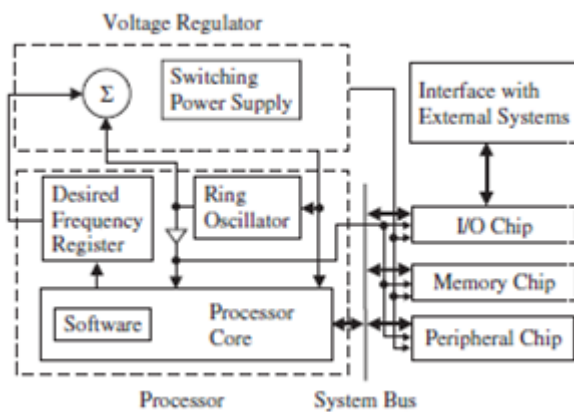 Voltage Regulator
Σ
Switching
Power Supply
Interface with
External Systems
Desired
Frequency
Register
Ring
Oscillator
I/O Chip
Memory Chip
Software
Processor
Core
Peripheral Chip
Processor
System Bus